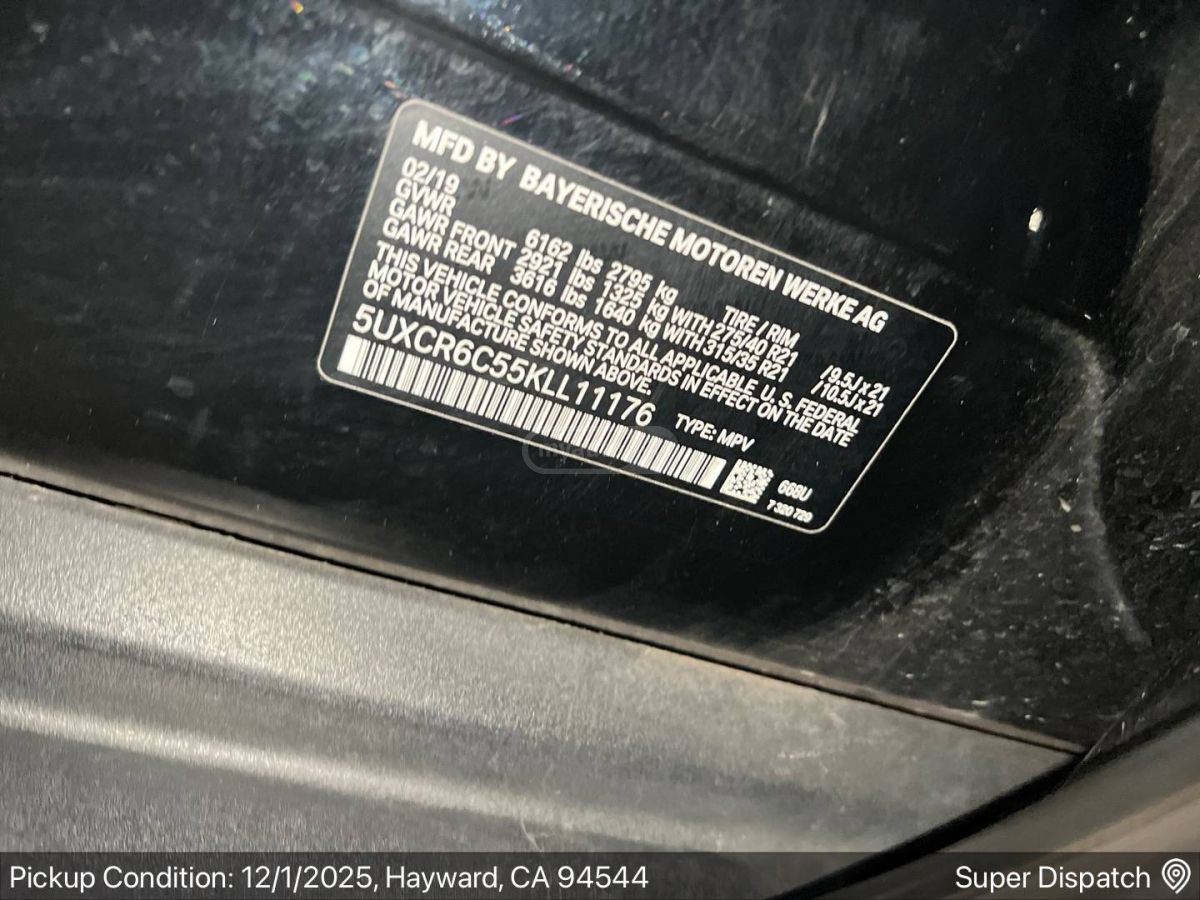 MFD BY BAYERISCHE MOTOREN WERKE AG
02/19
GVWR 6162 lbs 2795 kg TIRE / RIM
GAWR FRONT 2921 lbs 1325 kg WITH 275/40 R21 /9.5J x 21
GAWR REAR 3616 lbs 1640 kg WITH 315/35 R21 /10.5J x 21
THIS VEHICLE CONFORMS TO ALL APPLICABLE U. S. FEDERAL
MOTOR VEHICLE SAFETY STANDARDS IN EFFECT ON THE DATE
OF MANUFACTURE SHOWN ABOVE.
5UXCR6C55KLL11176 TYPE: MPV
668U
7 320 729
Pickup Condition: 12/1/2025, Hayward, CA 94544
Super Dispatch